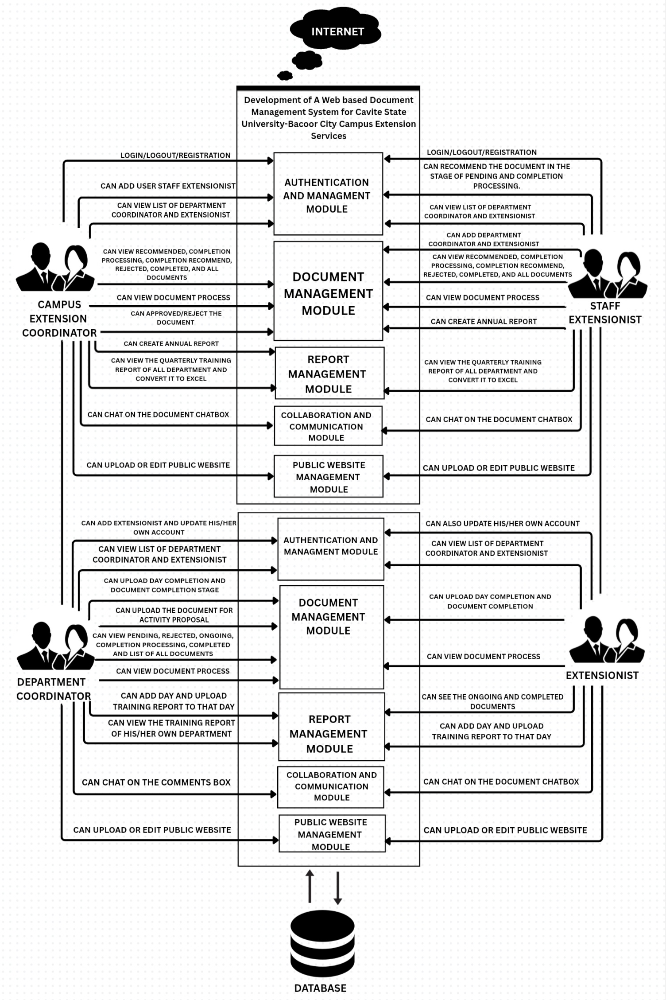 INTERNET
Development of A Web based Document
Management System for Cavite State
University-Bacoor City Campus Extension
Services
LOGIN/LOGOUT/REGISTRATION
CAN ADD USER STAFF EXTENSIONIST
CAN VIEW LIST OF DEPARTMENT
COORDINATOR AND EXTENSIONIST
CAN VIEW RECOMMENDED, COMPLETION
PROCESSING, COMPLETION RECOMMEND,
REJECTED, COMPLETED, AND ALL
DOCUMENTS
CAN VIEW DOCUMENT PROCESS
CAN APPROVED/REJECT THE
DOCUMENT
CAN CREATE ANNUAL REPORT
CAN VIEW THE QUARTERLY TRAINING
REPORT OF ALL DEPARTMENT AND
CONVERT IT TO EXCEL
CAN CHAT ON THE DOCUMENT CHATBOX
CAN UPLOAD OR EDIT PUBLIC WEBSITE
CAMPUS
EXTENSION
COORDINATOR
AUTHENTICATION
AND MANAGMENT
MODULE
DOCUMENT
MANAGEMENT
MODULE
REPORT
MANAGEMENT
MODULE
COLLABORATION AND
COMMUNICATION
MODULE
PUBLIC WEBSITE
MANAGEMENT
MODULE
LOGIN/LOGOUT/REGISTRATION
CAN RECOMMEND THE DOCUMENT IN THE
STAGE OF PENDING AND COMPLETION
PROCESSING.
CAN VIEW LIST OF DEPARTMENT
COORDINATOR AND EXTENSIONIST
CAN ADD DEPARTMENT
COORDINATOR AND EXTENSIONIST
CAN VIEW RECOMMENDED, COMPLETION
PROCESSING, COMPLETION RECOMMEND,
REJECTED, COMPLETED, AND ALL DOCUMENTS
CAN VIEW DOCUMENT PROCESS
CAN CREATE ANNUAL REPORT
CAN VIEW THE QUARTERLY TRAINING
REPORT OF ALL DEPARTMENT AND
CONVERT IT TO EXCEL
CAN CHAT ON THE DOCUMENT CHATBOX
CAN UPLOAD OR EDIT PUBLIC WEBSITE
STAFF
EXTENSIONIST
CAN ADD EXTENSIONIST AND UPDATE HIS/HER
OWN ACCOUNT
CAN VIEW LIST 0F DEPARTMENT
COORDINATOR AND EXTENSIONIST
CAN UPLOAD DAY COMPLETION AND
DOCUMENT COMPLETION STAGE
CAN UPLOAD THE DOCUMENT FOR
ACTIVITY PROPOSAL
CAN VIEW PENDING, REJECTED, ONGOING,
COMPLETION PROCESSING, COMPLETED
AND LIST OF ALL DOCUMENTS
CAN VIEW DOCUMENT PROCESS
CAN ADD DAY AND UPLOAD
TRAINING REPORT TO THAT DAY
CAN VIEW THE TRAINING REPORT
OF HIS/HER OWN DEPARTMENT
CAN CHAT ON THE COMMENTS BOX
CAN UPLOAD OR EDIT PUBLIC WEBSITE
DEPARTMENT
COORDINATOR
AUTHENTICATION AND
MANAGMENT MODULE
DOCUMENT
MANAGEMENT
MODULE
REPORT
MANAGEMENT
MODULE
COLLABORATION AND
COMMUNICATION
MODULE
PUBLIC WEBSITE
MANAGEMENT
MODULE
CAN ALSO UPDATE HIS/HER OWN ACCOUNT
CAN VIEW LIST OF DEPARTMENT
COORDINATOR AND EXTENSIONIST
CAN UPLOAD DAY COMPLETION AND
DOCUMENT COMPLETION
CAN VIEW DOCUMENT PROCESS
CAN SEE THE ONGOING AND COMPLETED
DOCUMENTS
CAN ADD DAY AND UPLOAD
TRAINING REPORT TO THAT DAY
CAN CHAT ON THE DOCUMENT CHATBOX
CAN UPLOAD OR EDIT PUBLIC WEBSITE
EXTENSIONIST
DATABASE